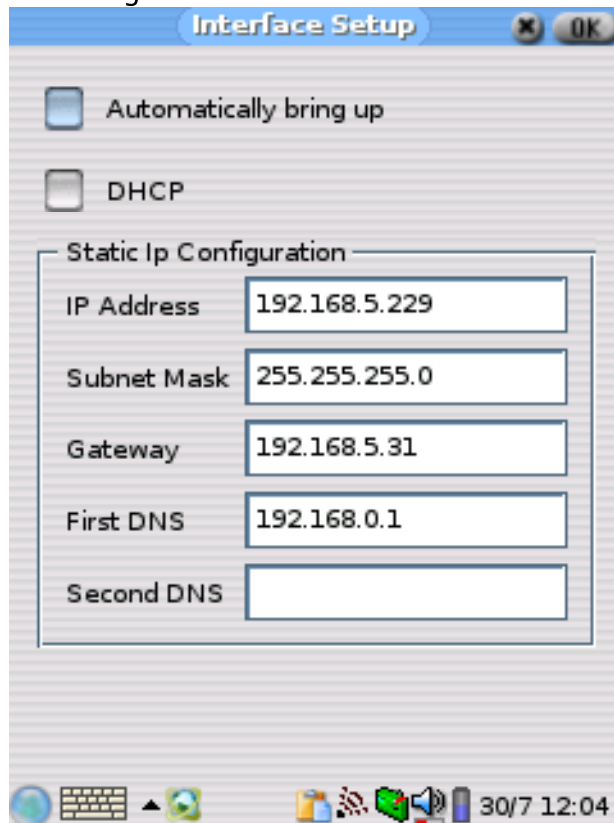 Interface Setup OK
Automatically bring up
DHCP
Static Ip Configuration
IP Address 192.168.5.229
Subnet Mask 255.255.255.0
Gateway 192.168.5.31
First DNS 192.168.0.1
Second DNS
30/7 12:04